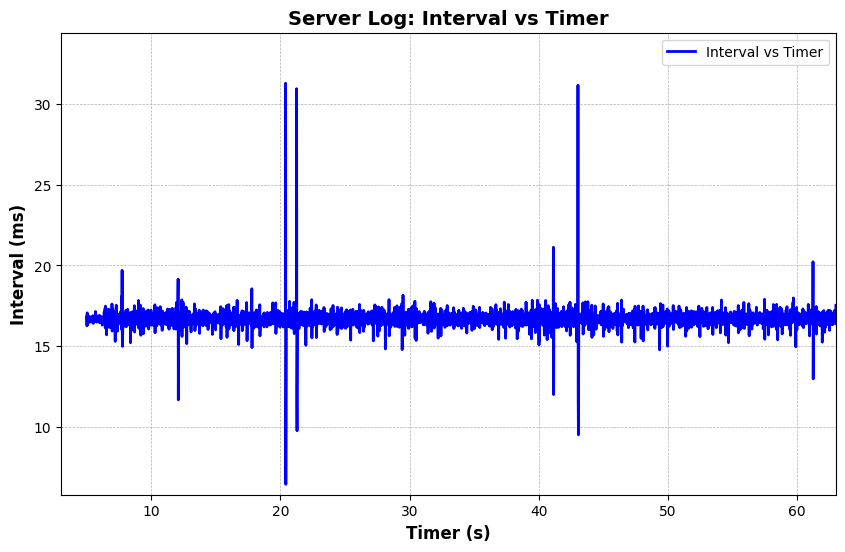 Server Log: Interval vs Timer
Interval vs Timer
Interval (ms)
30
25
20
15
10
10 20 30 40 50 60
Timer (s)